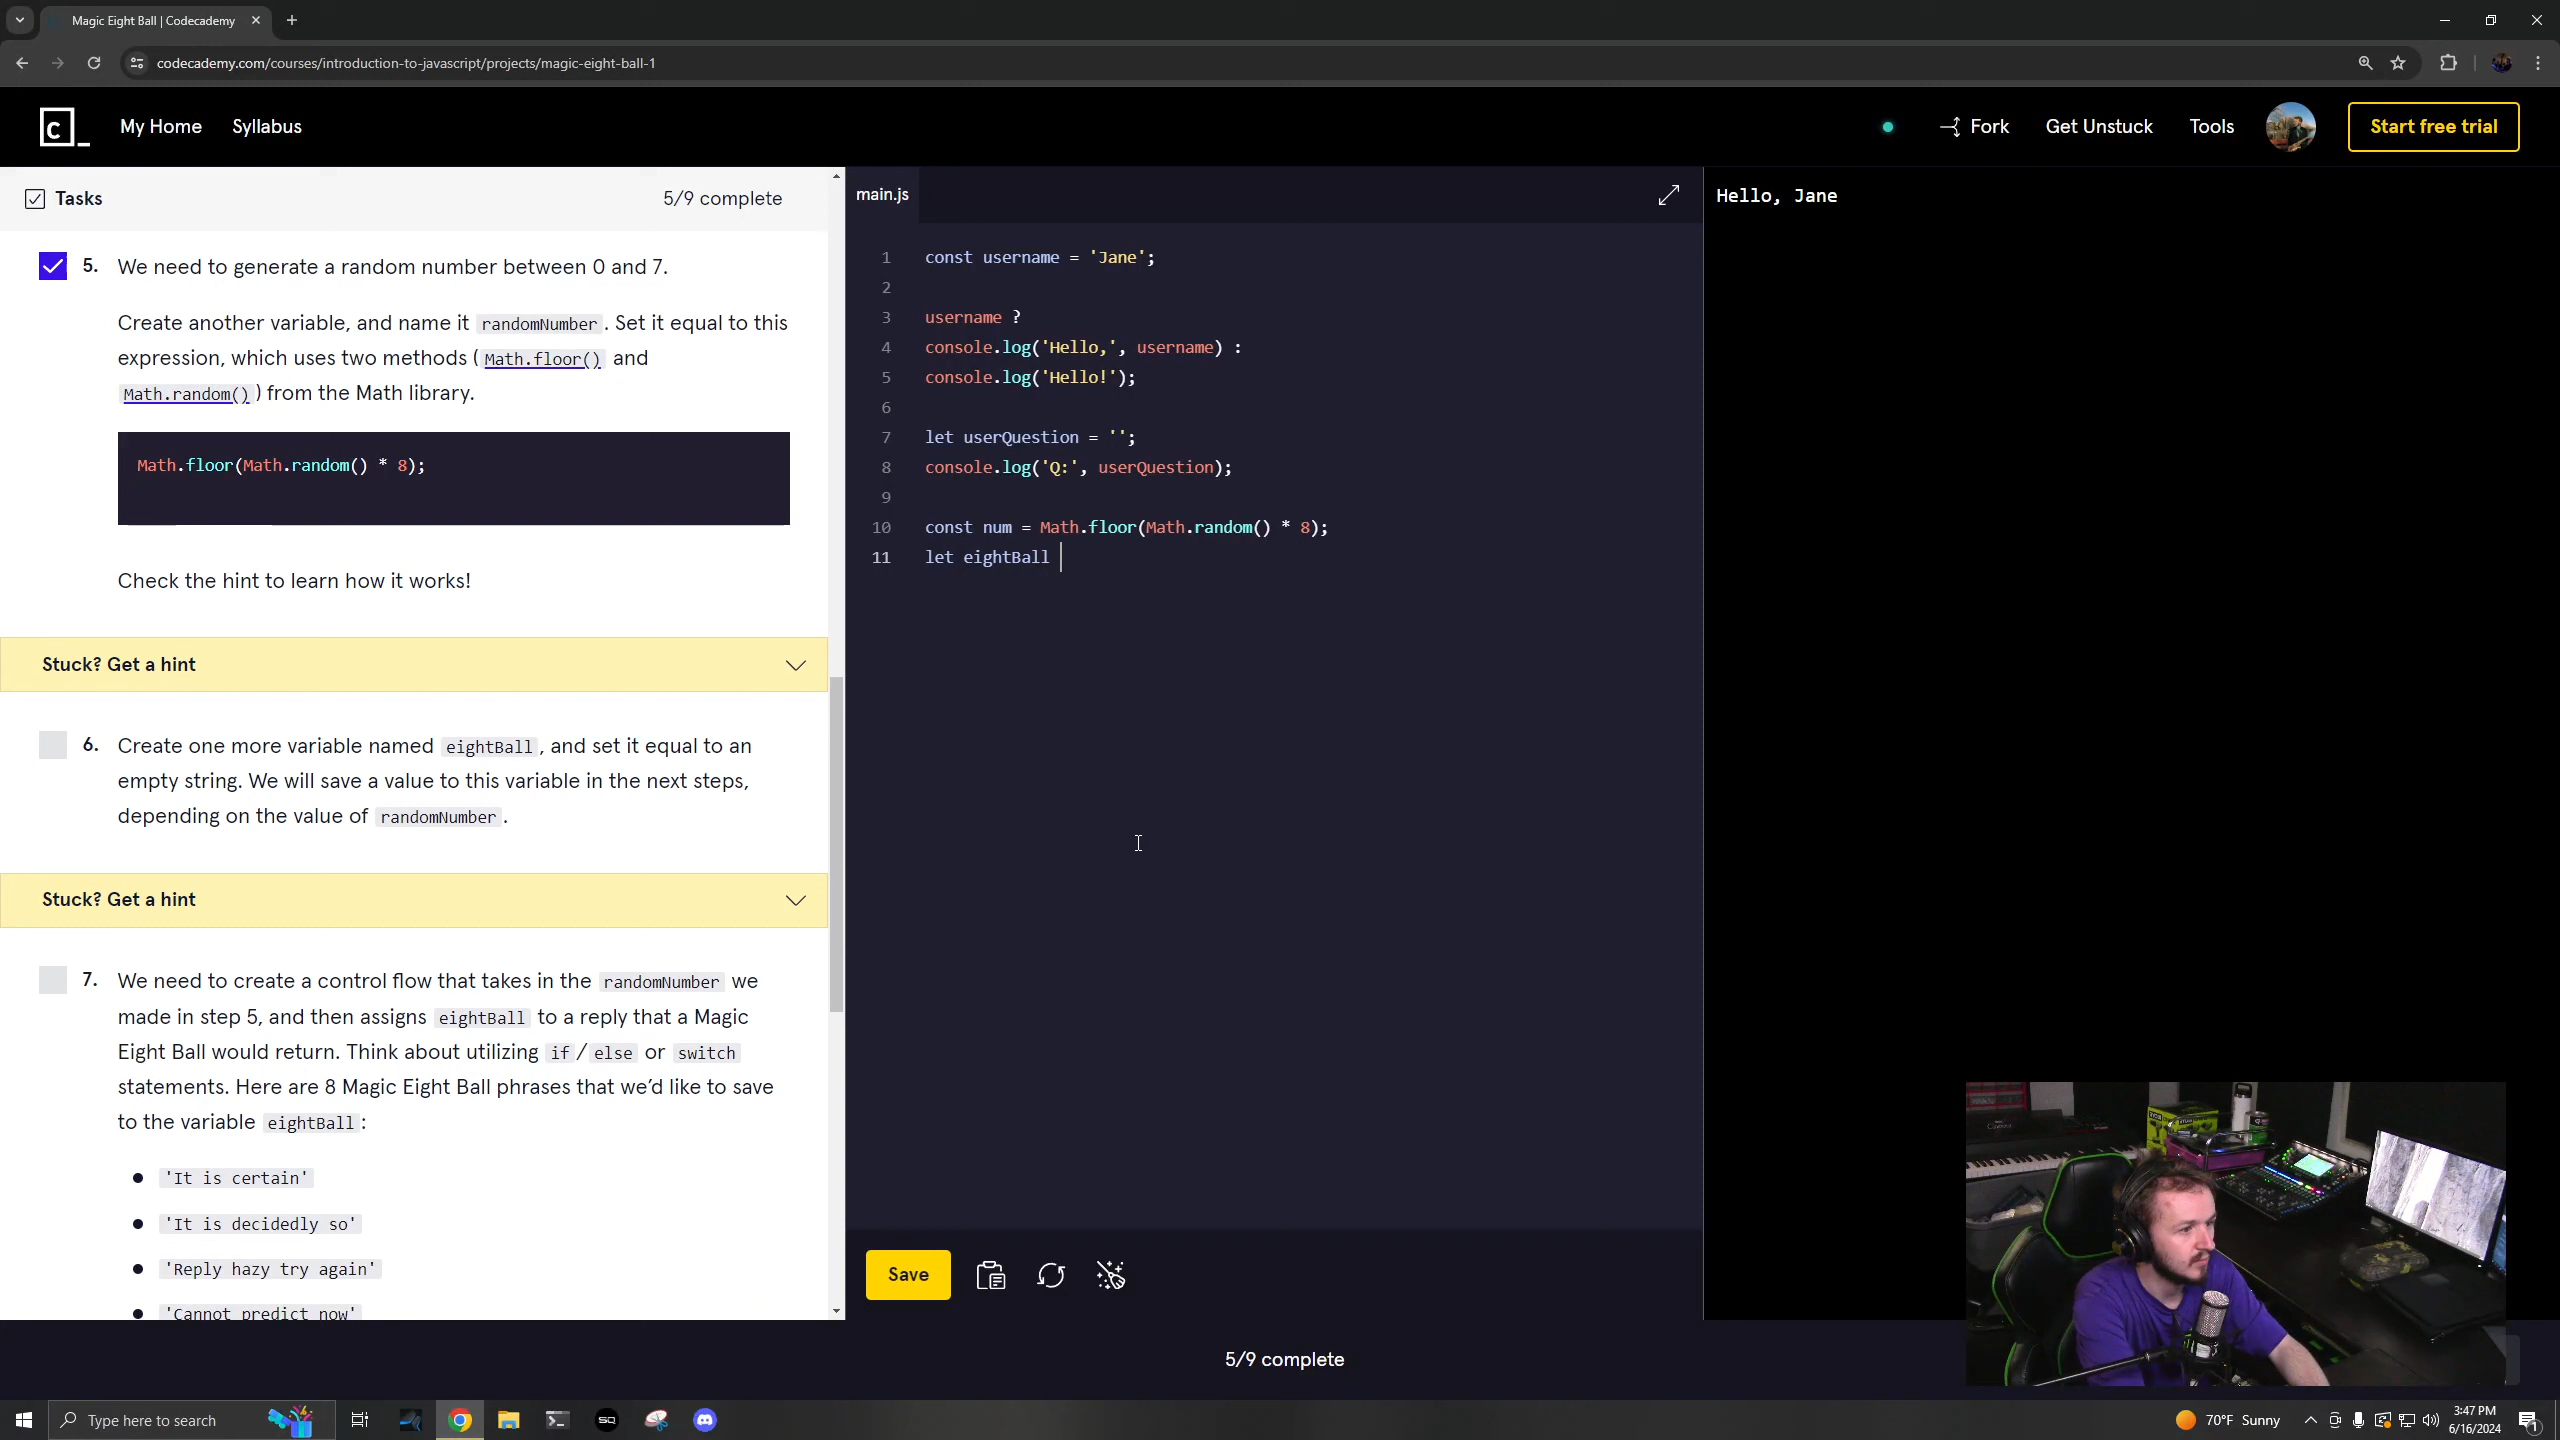 Magic Eight Ball | Codecademy
codecademy.com/courses/introduction-to-javascript/projects/magic-eight-ball-1
c
My Home
Syllabus
Fork
Get Unstuck
Tools
Start free trial
Tasks
5/9 complete
5. We need to generate a random number between 0 and 7.
Create another variable, and name it randomNumber. Set it equal to this
expression, which uses two methods (Math.floor() and
Math.random()) from the Math library.
Math.floor(Math.random() * 8);
Check the hint to learn how it works!
Stuck? Get a hint
6. Create one more variable named eightBall, and set it equal to an
empty string. We will save a value to this variable in the next steps,
depending on the value of randomNumber.
Stuck? Get a hint
7. We need to create a control flow that takes in the randomNumber we
made in step 5, and then assigns eightBall to a reply that a Magic
Eight Ball would return. Think about utilizing if/else or switch
statements. Here are 8 Magic Eight Ball phrases that we'd like to save
to the variable eightBall:
'It is certain'
'It is decidedly so'
'Reply hazy try again'
'Cannot predict now'
main.js
1 const username = 'Jane';
2
3 username ?
4 console.log('Hello,', username) :
5 console.log('Hello!');
6
7 let userQuestion = '';
8 console.log('Q:', userQuestion);
9
10 const num = Math.floor(Math.random() * 8);
11 let eightBall
Save
Hello, Jane
5/9 complete
Type here to search
SQ
70°F Sunny
3:47 PM
6/16/2024
1